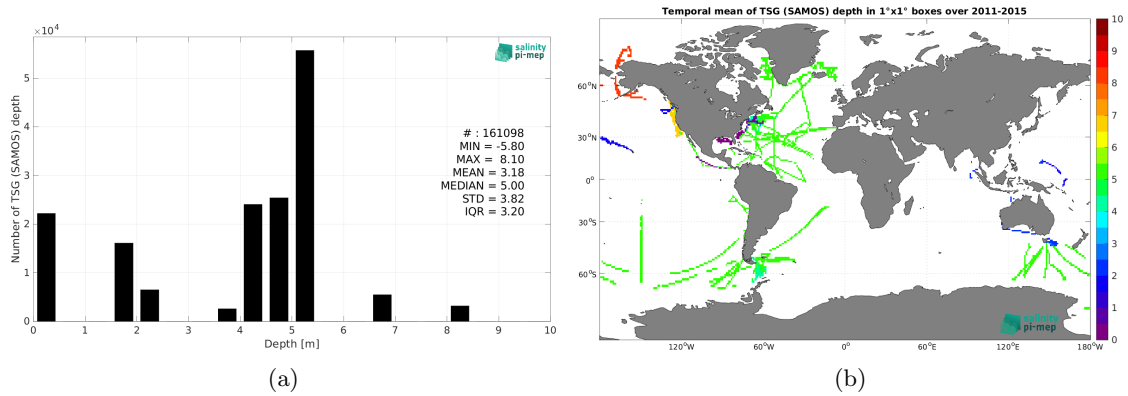 ×10⁴
5
4
3
2
1
0
Number of TSG (SAMOS) depth
0 1 2 3 4 5 6 7 8 9 10
Depth [m]
salinity
pi-mep
# : 161098
MIN = -5.80
MAX = 8.10
MEAN = 3.18
MEDIAN = 5.00
STD = 3.82
IQR = 3.20
(a)
Temporal mean of TSG (SAMOS) depth in 1°x1° boxes over 2011-2015
60°N
30°N
0°
30°S
60°S
120°W 60°W 0° 60°E 120°E 180°W
salinity
pi-mep
10
9
8
7
6
5
4
3
2
1
0
(b)